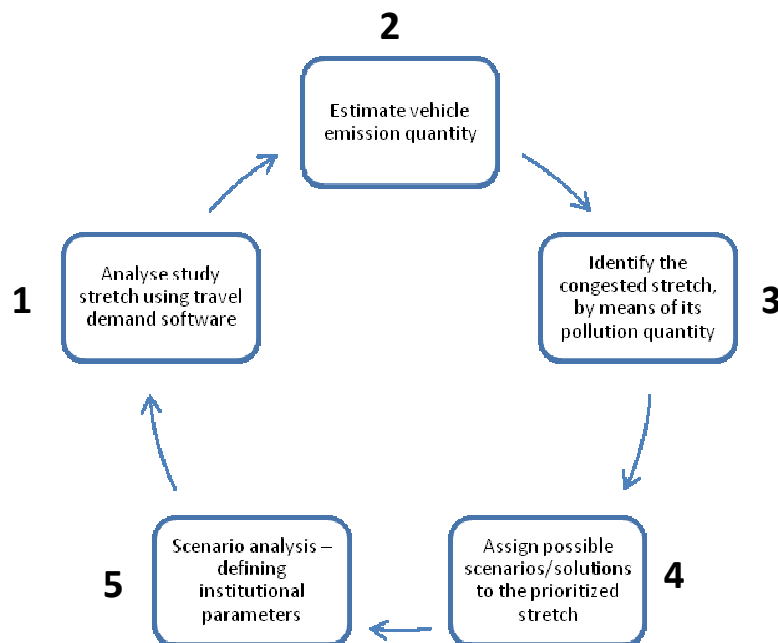 2
Estimate vehicle
emission quantity
1
Analyse study
stretch using travel
demand software
Identify the
congested stretch,
by means of its
pollution quantity
3
Assign possible
scenarios/solutions
to the prioritized
stretch
4
5
Scenario analysis –
defining
institutional
parameters